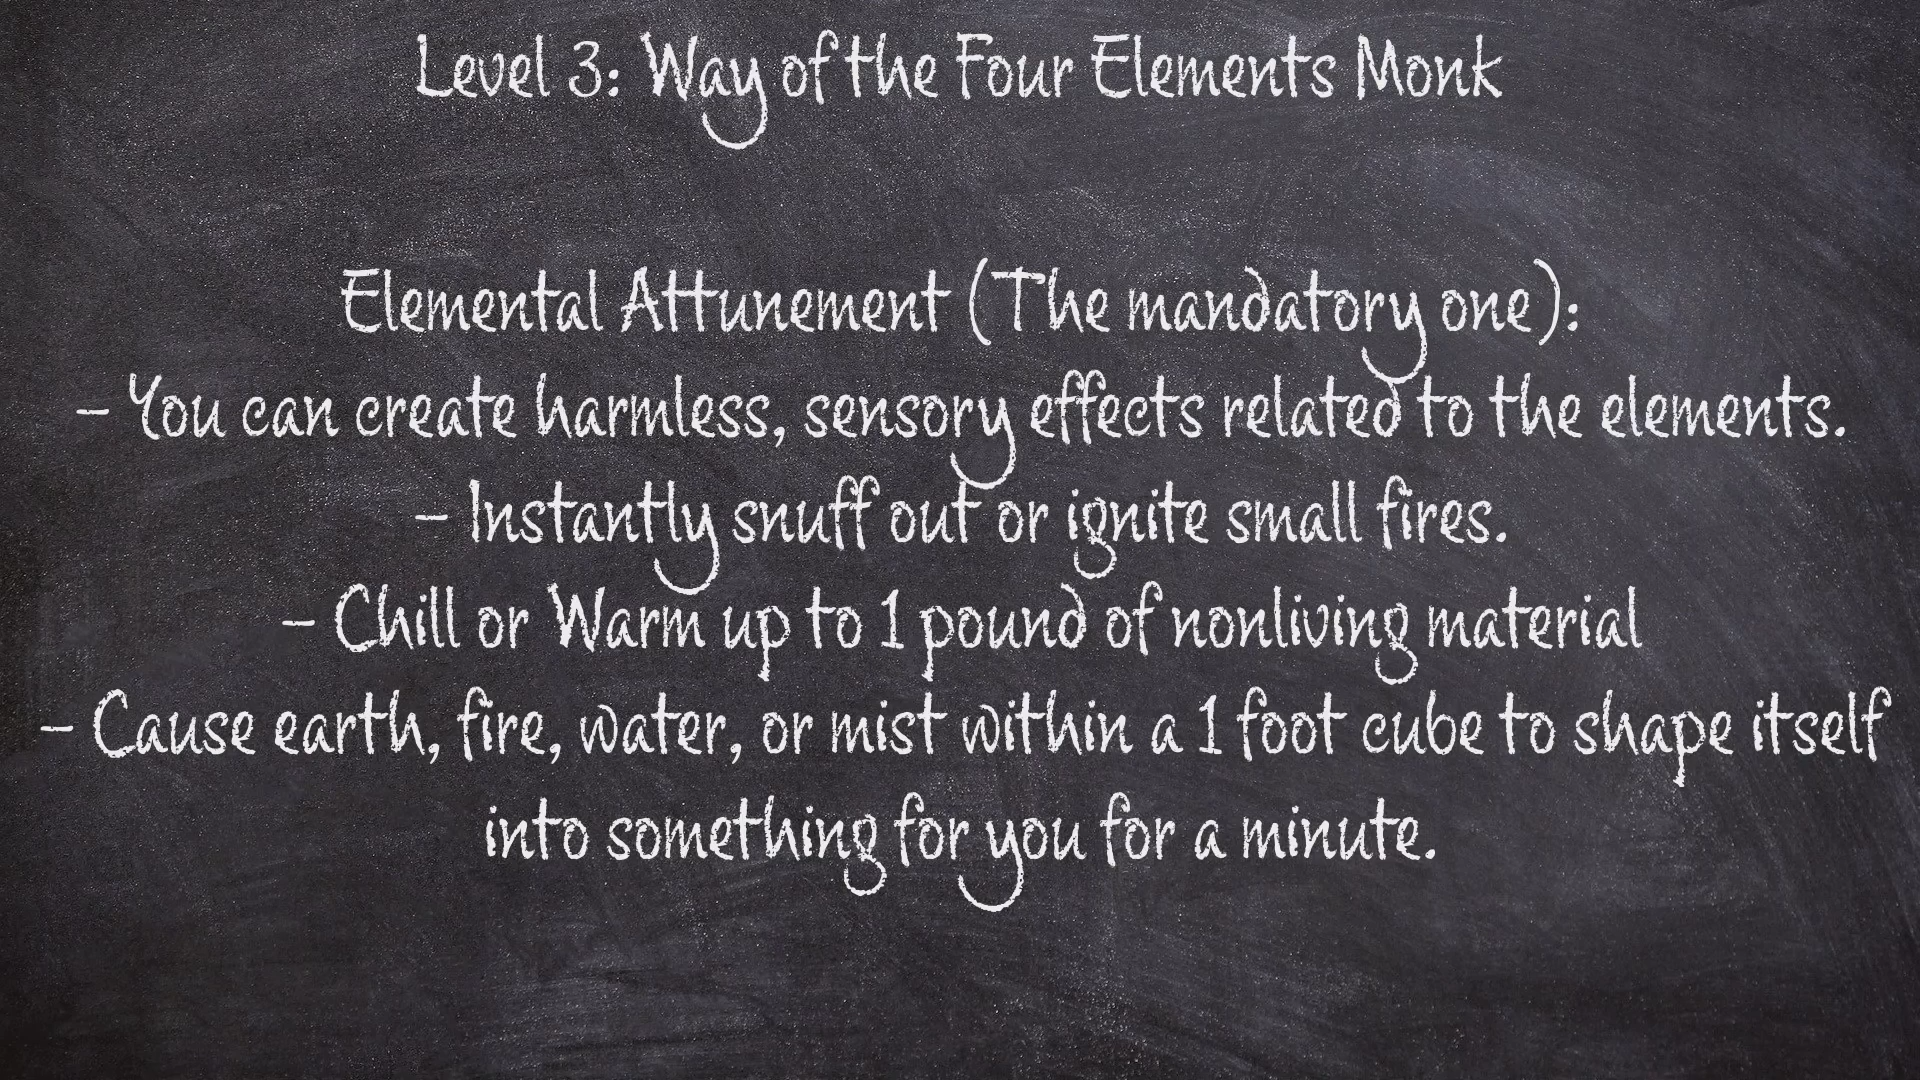 Level 3: Way of the Four Elements Monk
Elemental Attunement (The mandatory one):
- You can create harmless, sensory effects related to the elements.
- Instantly snuff out or ignite small fires.
- Chill or Warm up to 1 pound of nonliving material
- Cause earth, fire, water, or mist within a 1 foot cube to shape itself
into something for you for a minute.